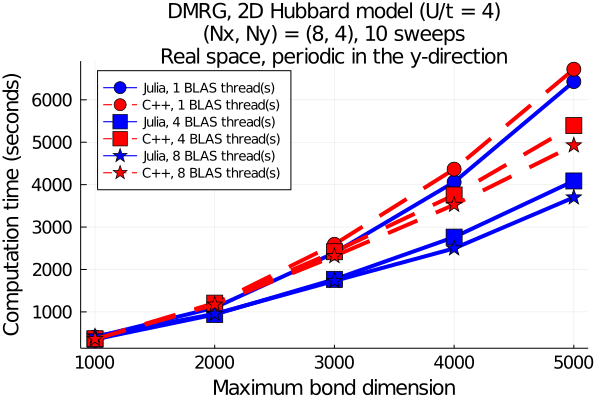 DMRG, 2D Hubbard model (U/t = 4)
(Nx, Ny) = (8, 4), 10 sweeps
Real space, periodic in the y-direction
Computation time (seconds)
6000
5000
4000
3000
2000
1000
Julia, 1 BLAS thread(s)
C++, 1 BLAS thread(s)
Julia, 4 BLAS thread(s)
C++, 4 BLAS thread(s)
Julia, 8 BLAS thread(s)
C++, 8 BLAS thread(s)
1000 2000 3000 4000 5000
Maximum bond dimension